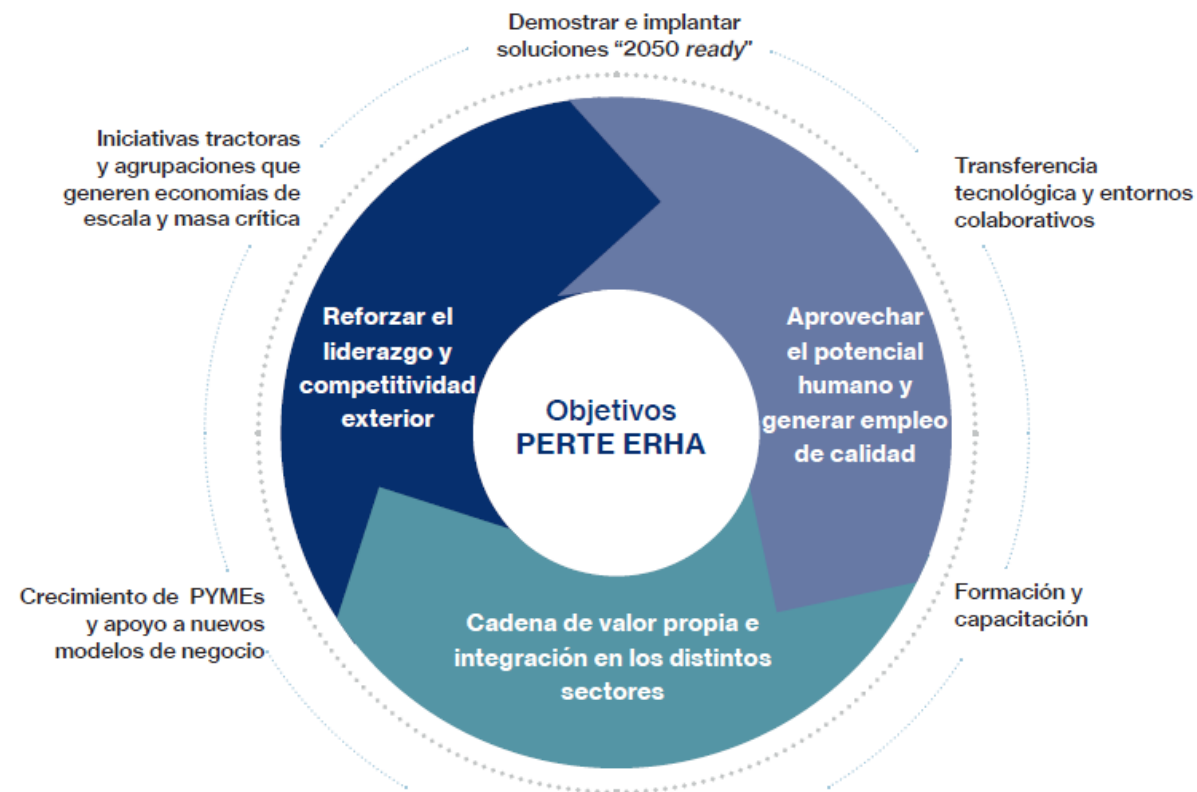 Demostrar e implantar
soluciones “2050 ready”
Iniciativas tractoras
y agrupaciones que
generen economías de
escala y masa crítica
Transferencia
tecnológica y entornos
colaborativos
Reforzar el
liderazgo y
competitividad
exterior
Aprovechar
el potencial
humano y
generar empleo
de calidad
Objetivos
PERTE ERHA
Crecimiento de PYMEs
y apoyo a nuevos
modelos de negocio
Cadena de valor propia e
integración en los distintos
sectores
Formación y
capacitación